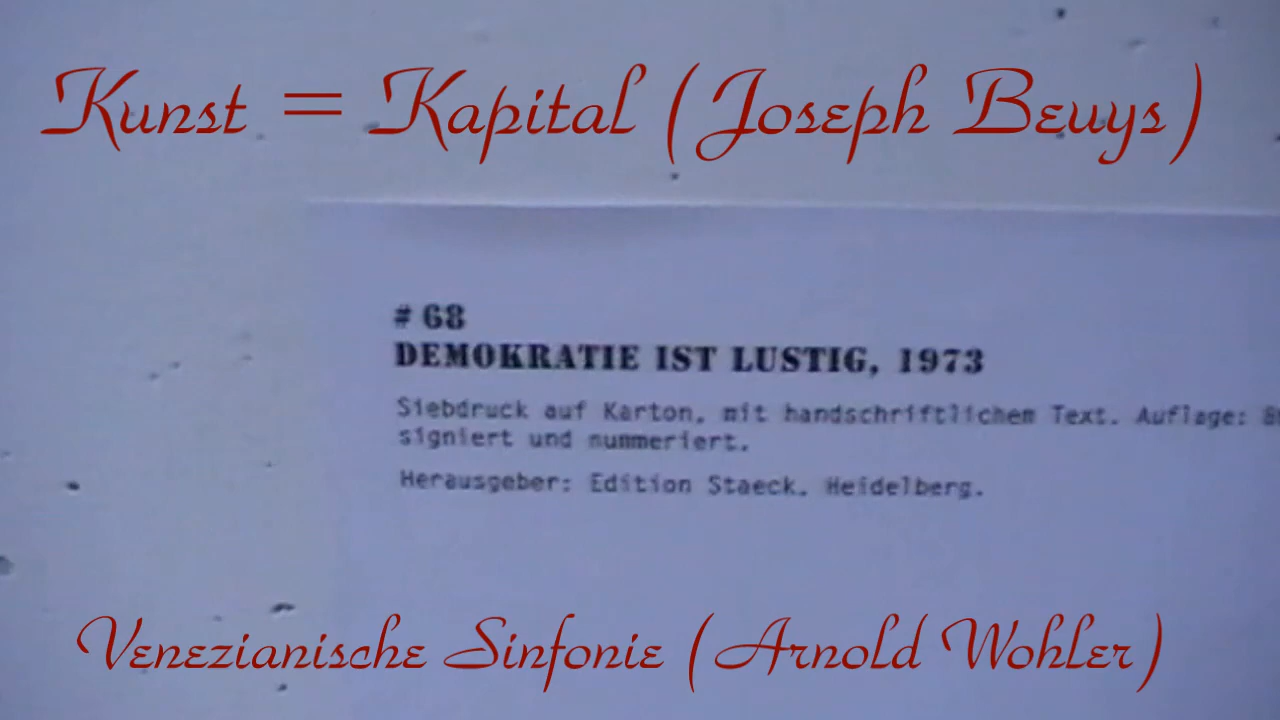 Kunst = Kapital (Joseph Beuys)
# 68
DEMOKRATIE IST LUSTIG, 1973
Siebdruck auf Karton, mit handschriftlichem Text. Auflage:
signiert und nummeriert.
Herausgeber: Edition Staeck, Heidelberg.
Venezianische Sinfonie (Arnold Wohler)